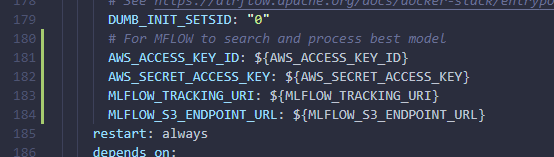 178 # See https://airflow.apache.org/docs/docker-stack/entrypo
179 DUMB_INIT_SETSID: "0"
180 # For MFLOW to search and process best model
181 AWS_ACCESS_KEY_ID: ${AWS_ACCESS_KEY_ID}
182 AWS_SECRET_ACCESS_KEY: ${AWS_SECRET_ACCESS_KEY}
183 MLFLOW_TRACKING_URI: ${MLFLOW_TRACKING_URI}
184 MLFLOW_S3_ENDPOINT_URL: ${MLFLOW_S3_ENDPOINT_URL}
185 restart: always
186 depends on: